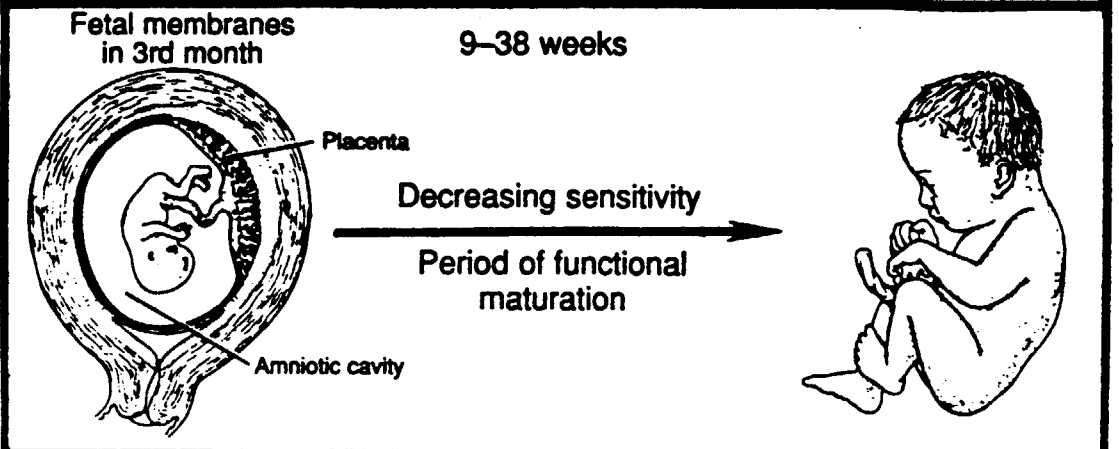 Fetal membranes
in 3rd month
9–38 weeks
Placenta
Decreasing sensitivity
Period of functional
maturation
Amniotic cavity